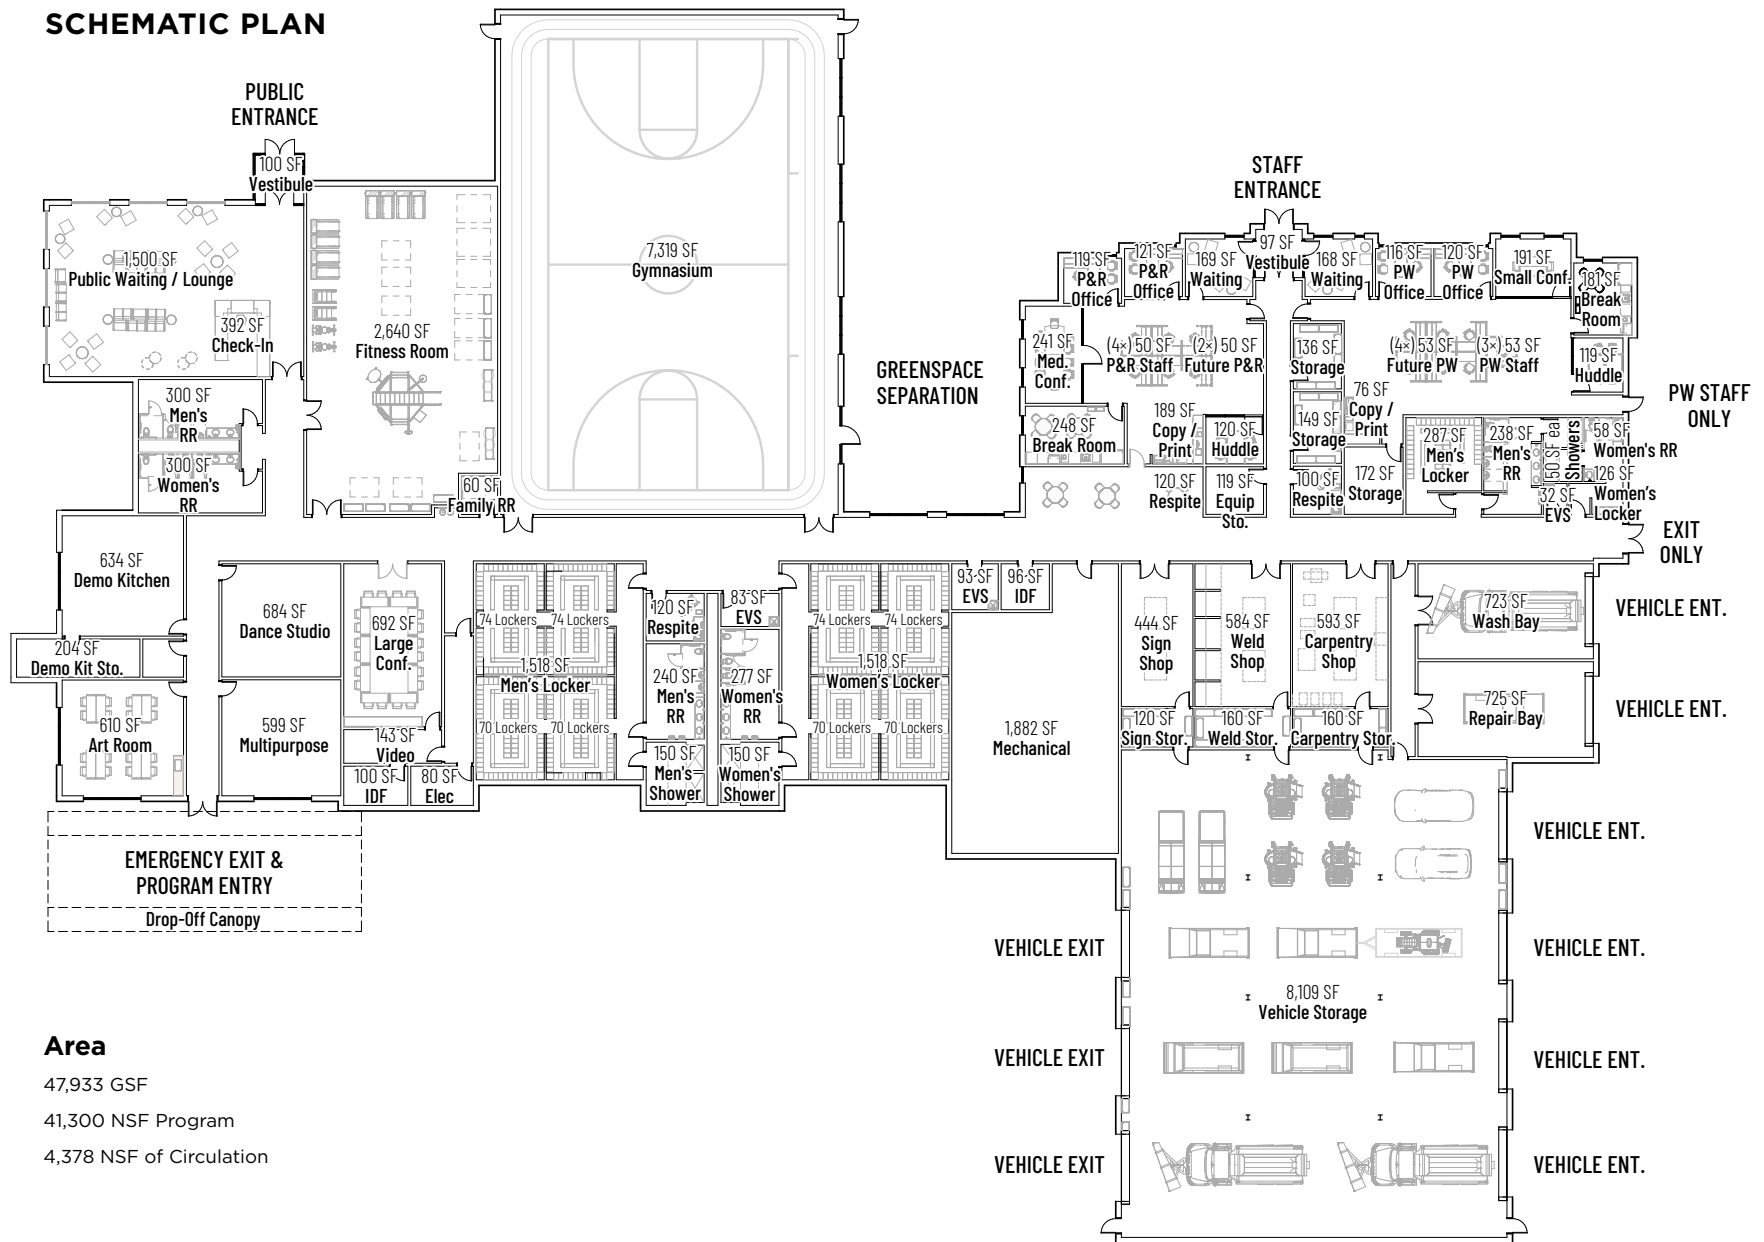 SCHEMATIC PLAN
PUBLIC
ENTRANCE
100 SF
Vestibule
1,500 SF
Public Waiting / Lounge
392 SF
Check-In
2,640 SF
Fitness Room
7,319 SF
Gymnasium
300 SF
Men's
RR
300 SF
Women's
RR
60 SF
Family RR
GREENSPACE
SEPARATION
STAFF
ENTRANCE
119 SF
P&R
Office
121 SF
P&R
Office
169 SF
Waiting
97 SF
Vestibule
168 SF
Waiting
116 SF
PW
Office
120 SF
PW
Office
191 SF
Small Conf.
181 SF
Break
Room
241 SF
Med.
Conf.
(4x) 50 SF
P&R Staff
(2x) 50 SF
Future P&R
136 SF
Storage
(4x) 53 SF
Future PW
(3x) 53 SF
PW Staff
119 SF
Huddle
PW STAFF
ONLY
248 SF
Break Room
189 SF
Copy /
Print
120 SF
Huddle
149 SF
Storage
76 SF
Copy /
Print
287 SF
Men's
Locker
238 SF
Men's
RR
50 SF ea.
Showers
58 SF
Women's RR
120 SF
Respite
119 SF
Equip
Sto.
100 SF
Respite
172 SF
Storage
32 SF
EVS
126 SF
Women's
Locker
EXIT
ONLY
634 SF
Demo Kitchen
204 SF
Demo Kit Sto.
610 SF
Art Room
684 SF
Dance Studio
599 SF
Multipurpose
692 SF
Large
Conf.
143 SF
Video
100 SF
IDF
80 SF
Elec
74 Lockers
74 Lockers
1,518 SF
Men's Locker
70 Lockers
70 Lockers
120 SF
Respite
83 SF
EVS
240 SF
Men's
RR
277 SF
Women's
RR
150 SF
Men's
Shower
150 SF
Women's
Shower
74 Lockers
74 Lockers
1,518 SF
Women's Locker
70 Lockers
70 Lockers
93 SF
EVS
96 SF
IDF
1,882 SF
Mechanical
444 SF
Sign
Shop
584 SF
Weld
Shop
593 SF
Carpentry
Shop
120 SF
Sign Stor.
160 SF
Weld Stor.
160 SF
Carpentry Stor.
723 SF
Wash Bay
VEHICLE ENT.
725 SF
Repair Bay
VEHICLE ENT.
EMERGENCY EXIT &
PROGRAM ENTRY
Drop-Off Canopy
VEHICLE ENT.
VEHICLE EXIT
VEHICLE ENT.
8,109 SF
Vehicle Storage
VEHICLE EXIT
VEHICLE ENT.
VEHICLE EXIT
VEHICLE ENT.
Area
47,933 GSF
41,300 NSF Program
4,378 NSF of Circulation